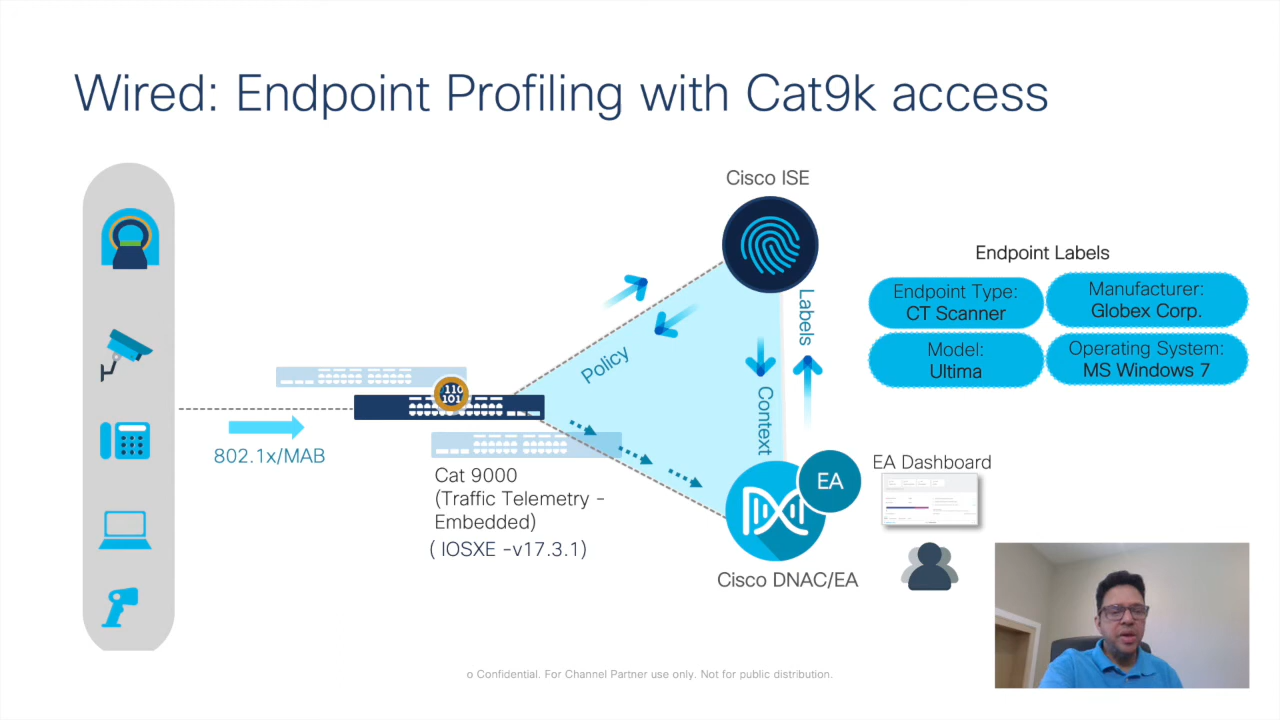 Wired: Endpoint Profiling with Cat9k access
Cisco ISE
Endpoint Labels
Endpoint Type:
CT Scanner
Manufacturer:
Globex Corp.
Model:
Ultima
Operating System:
MS Windows 7
Labels
Policy
Context
110
101
802.1x/MAB
Cat 9000
(Traffic Telemetry -
Embedded)
( IOSXE -v17.3.1)
EA
EA Dashboard
Cisco DNAC/EA
o Confidential. For Channel Partner use only. Not for public distribution.